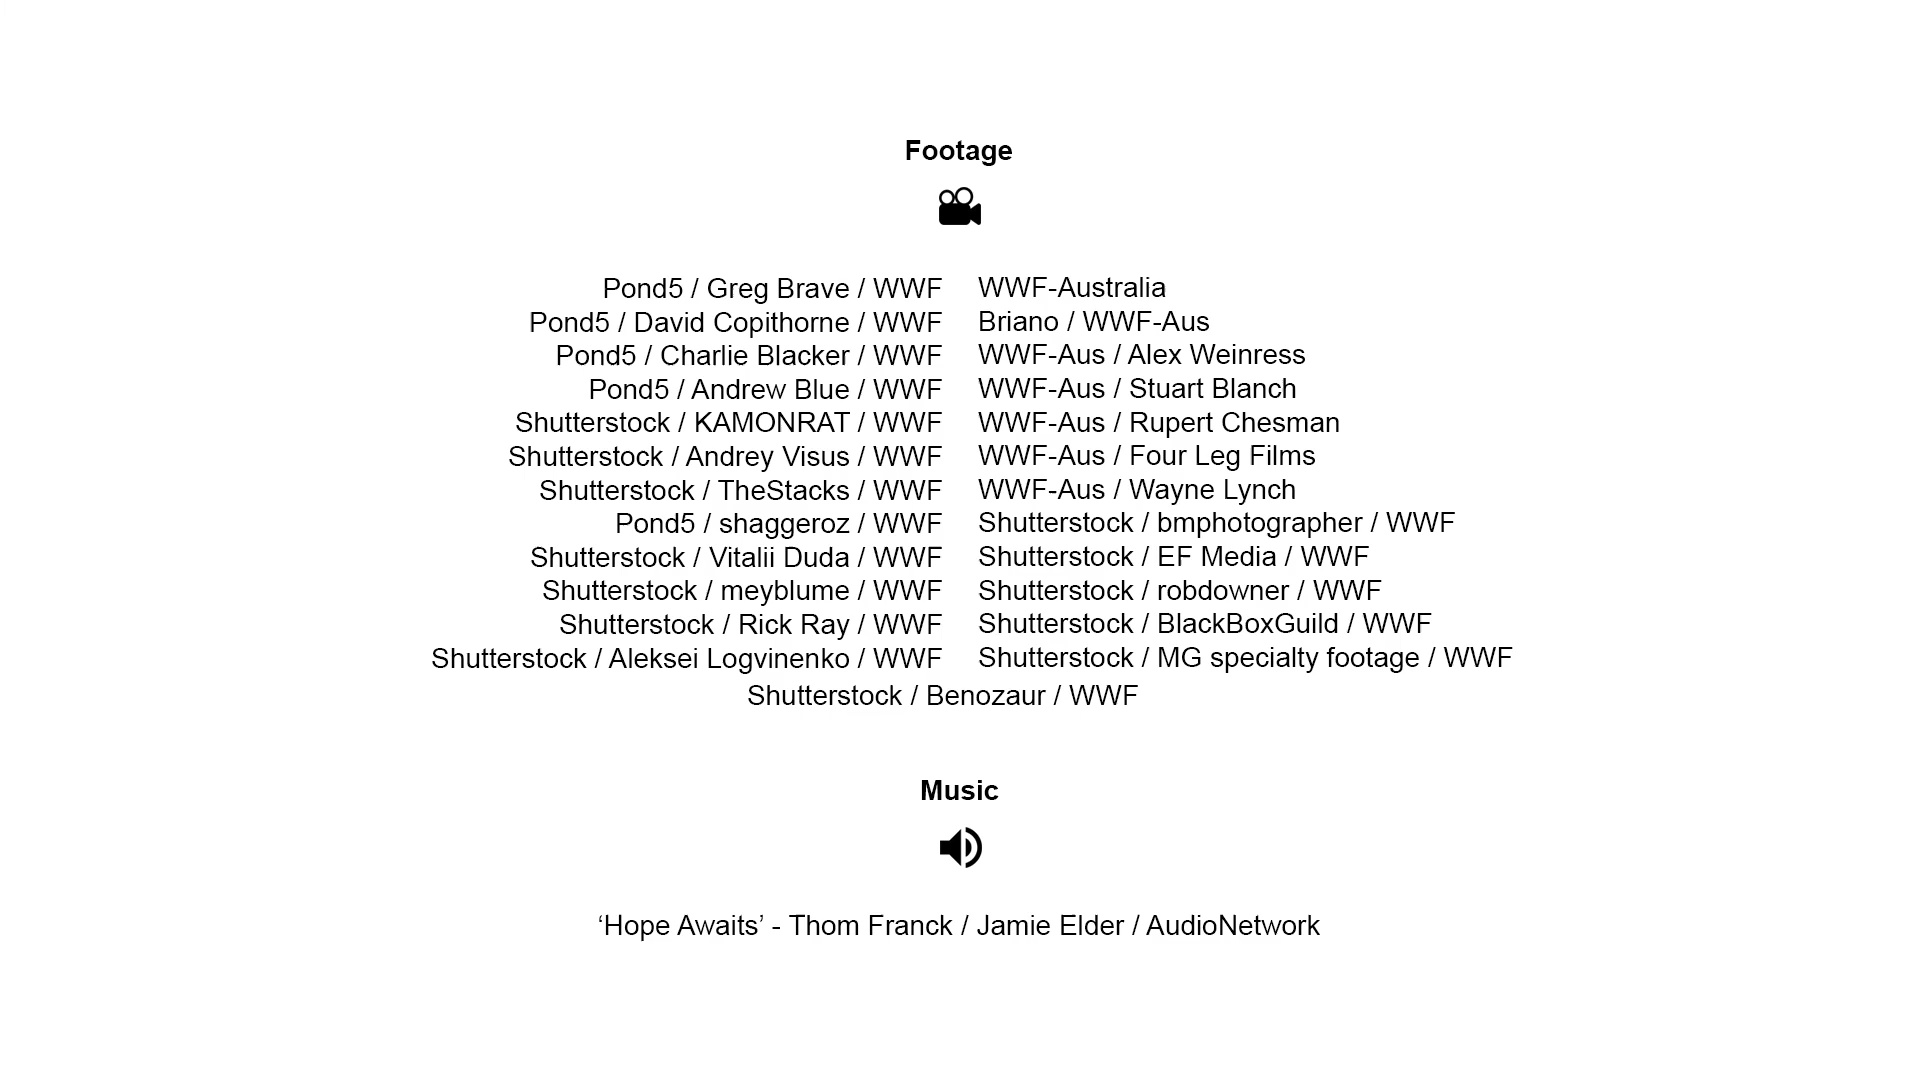 Footage
Pond5 / Greg Brave / WWF
Pond5 / David Copithorne / WWF
Pond5 / Charlie Blacker / WWF
Pond5 / Andrew Blue / WWF
Shutterstock / KAMONRAT / WWF
Shutterstock / Andrey Visus / WWF
Shutterstock / TheStacks / WWF
Pond5 / shaggeroz / WWF
Shutterstock / Vitalii Duda / WWF
Shutterstock / meyblume / WWF
Shutterstock / Rick Ray / WWF
Shutterstock / Aleksei Logvinenko / WWF
WWF-Australia
Briano / WWF-Aus
WWF-Aus / Alex Weinress
WWF-Aus / Stuart Blanch
WWF-Aus / Rupert Chesman
WWF-Aus / Four Leg Films
WWF-Aus / Wayne Lynch
Shutterstock / bmphotographer / WWF
Shutterstock / EF Media / WWF
Shutterstock / robdowner / WWF
Shutterstock / BlackBoxGuild / WWF
Shutterstock / MG specialty footage / WWF
Shutterstock / Benozaur / WWF
Music
‘Hope Awaits’ - Thom Franck / Jamie Elder / AudioNetwork